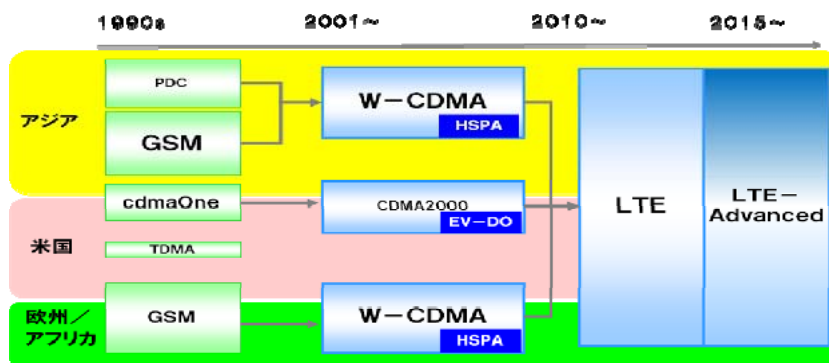 1990s 2001～ 2010～ 2015～
アジア
PDC
GSM
W－CDMA
HSPA
cdmaOne
CDMA2000
EV－DO
米国
TDMA
欧州／
アフリカ
GSM
W－CDMA
HSPA
LTE
LTE－
Advanced